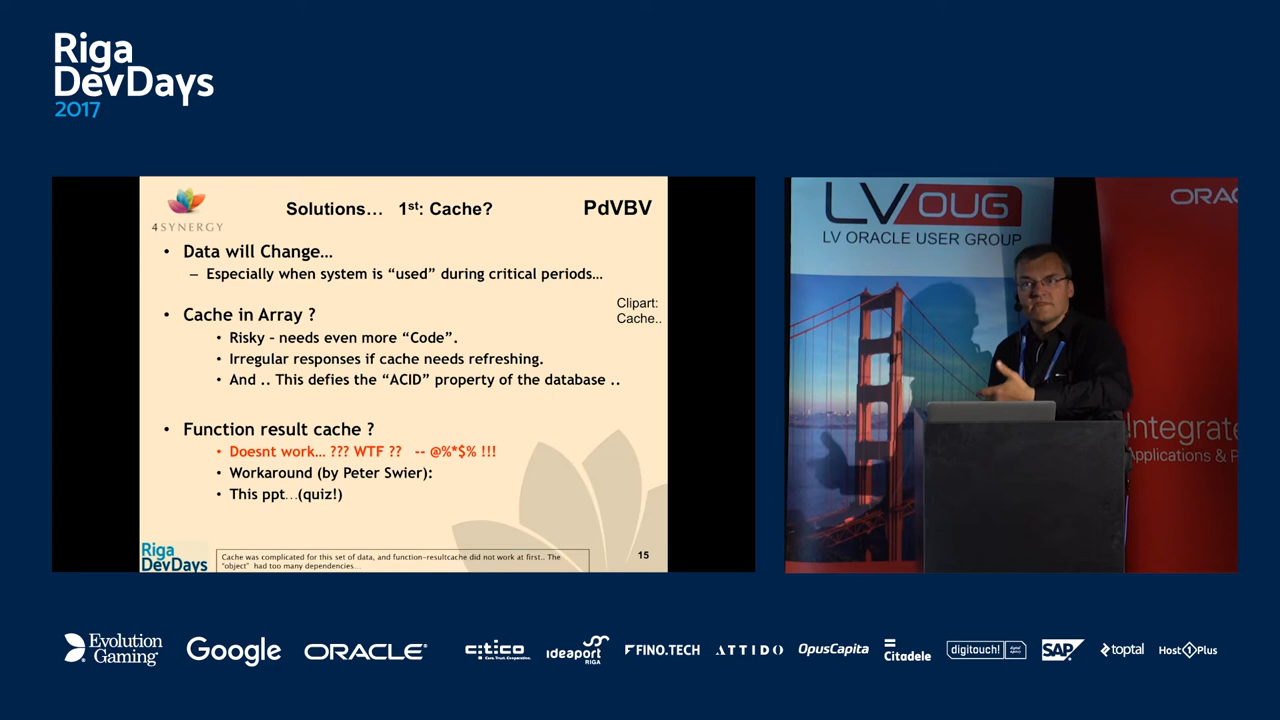 Riga
DevDays
2017
4SYNERGY
Solutions… 1st: Cache?
PdVBV
• Data will Change…
– Especially when system is “used” during critical periods…
Clipart:
Cache..
• Cache in Array ?
• Risky – needs even more “Code”.
• Irregular responses if cache needs refreshing.
• And .. This defies the “ACID” property of the database ..
• Function result cache ?
• Doesnt work… ??? WTF ?? -- @%*$% !!!
• Workaround (by Peter Swier):
• This ppt…(quiz!)
Riga
DevDays
Cache was complicated for this set of data, and function-resultcache did not work at first.. The
“object” had too many dependencies…
15
LV OUG
LV ORACLE USER GROUP
ORAC
Integrate
Applications & P
Evolution
Gaming
Google
ORACLE
citico
Care. Trust. Cooperation.
ideaport
RIGA
FINO.TECH
ATTIDO
OpusCapita
Citadele
digitouch!
SAP
toptal
Host1Plus